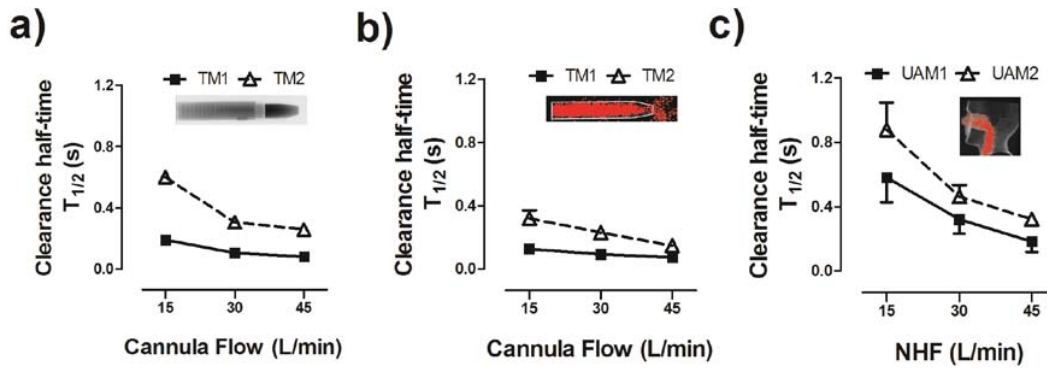 a)
TM1 TM2
Clearance half-time
T1/2 (s)
1.2
0.8
0.4
0.0
15 30 45
Cannula Flow (L/min)
b)
TM1 TM2
Clearance half-time
T1/2 (s)
1.2
0.8
0.4
0.0
15 30 45
Cannula Flow (L/min)
c)
UAM1 UAM2
Clearance half-time
T1/2 (s)
1.2
0.8
0.4
0.0
15 30 45
NHF (L/min)